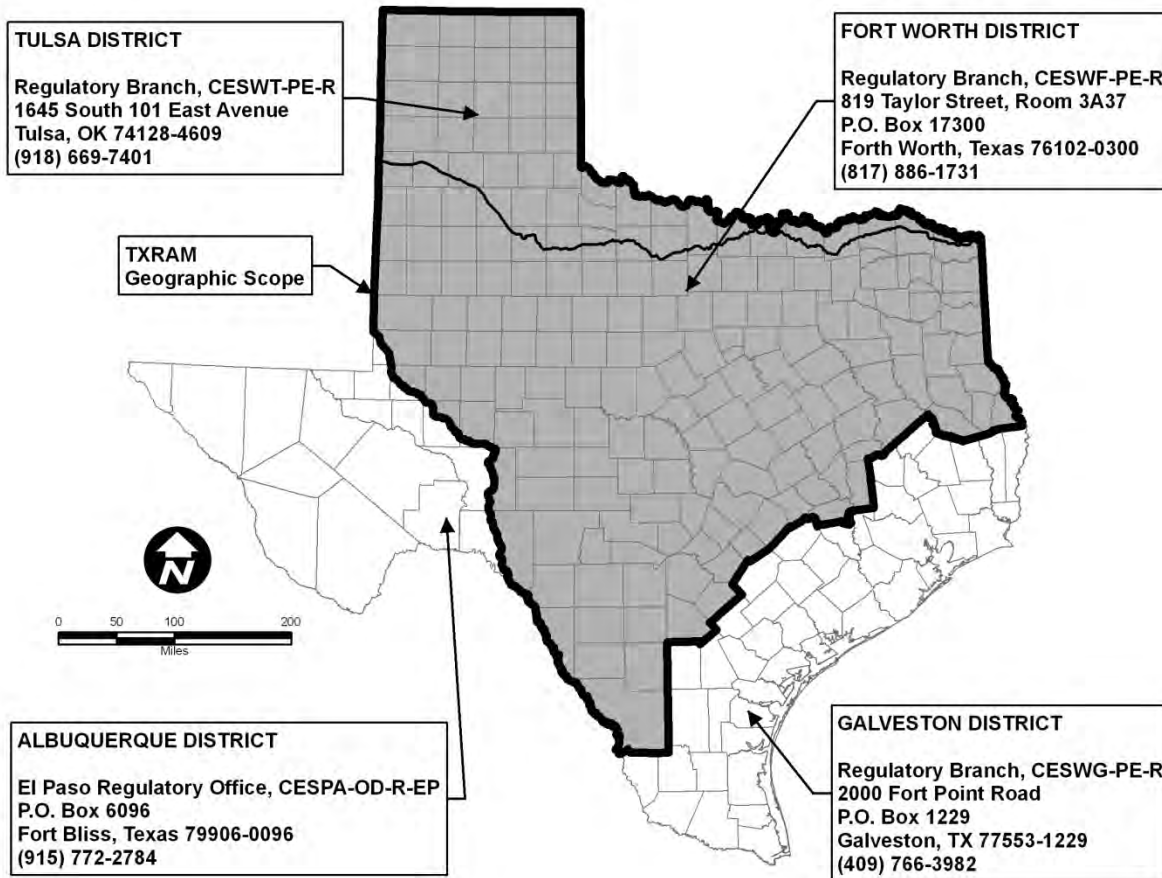 TULSA DISTRICT
Regulatory Branch, CESWT-PE-R
1645 South 101 East Avenue
Tulsa, OK 74128-4609
(918) 669-7401
FORT WORTH DISTRICT
Regulatory Branch, CESWF-PE-R
819 Taylor Street, Room 3A37
P.O. Box 17300
Forth Worth, Texas 76102-0300
(817) 886-1731
TXRAM
Geographic Scope
N
0 50 100 200
Miles
ALBUQUERQUE DISTRICT
El Paso Regulatory Office, CESPA-OD-R-EP
P.O. Box 6096
Fort Bliss, Texas 79906-0096
(915) 772-2784
GALVESTON DISTRICT
Regulatory Branch, CESWG-PE-R
2000 Fort Point Road
P.O. Box 1229
Galveston, TX 77553-1229
(409) 766-3982